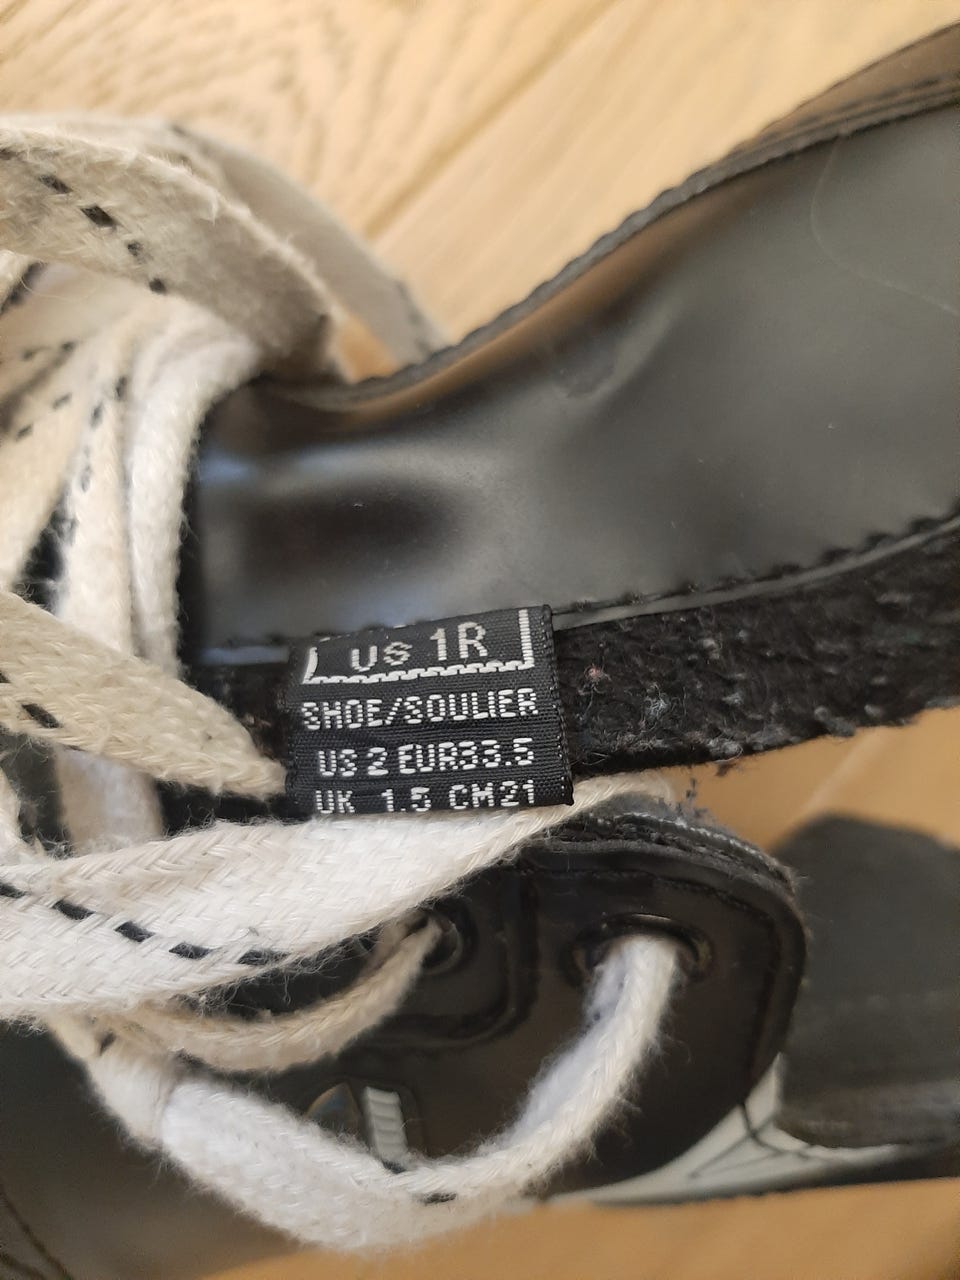 US 1R
SHOE/SOULIER
US 2 EUR33.5
UK 1.5 CM21